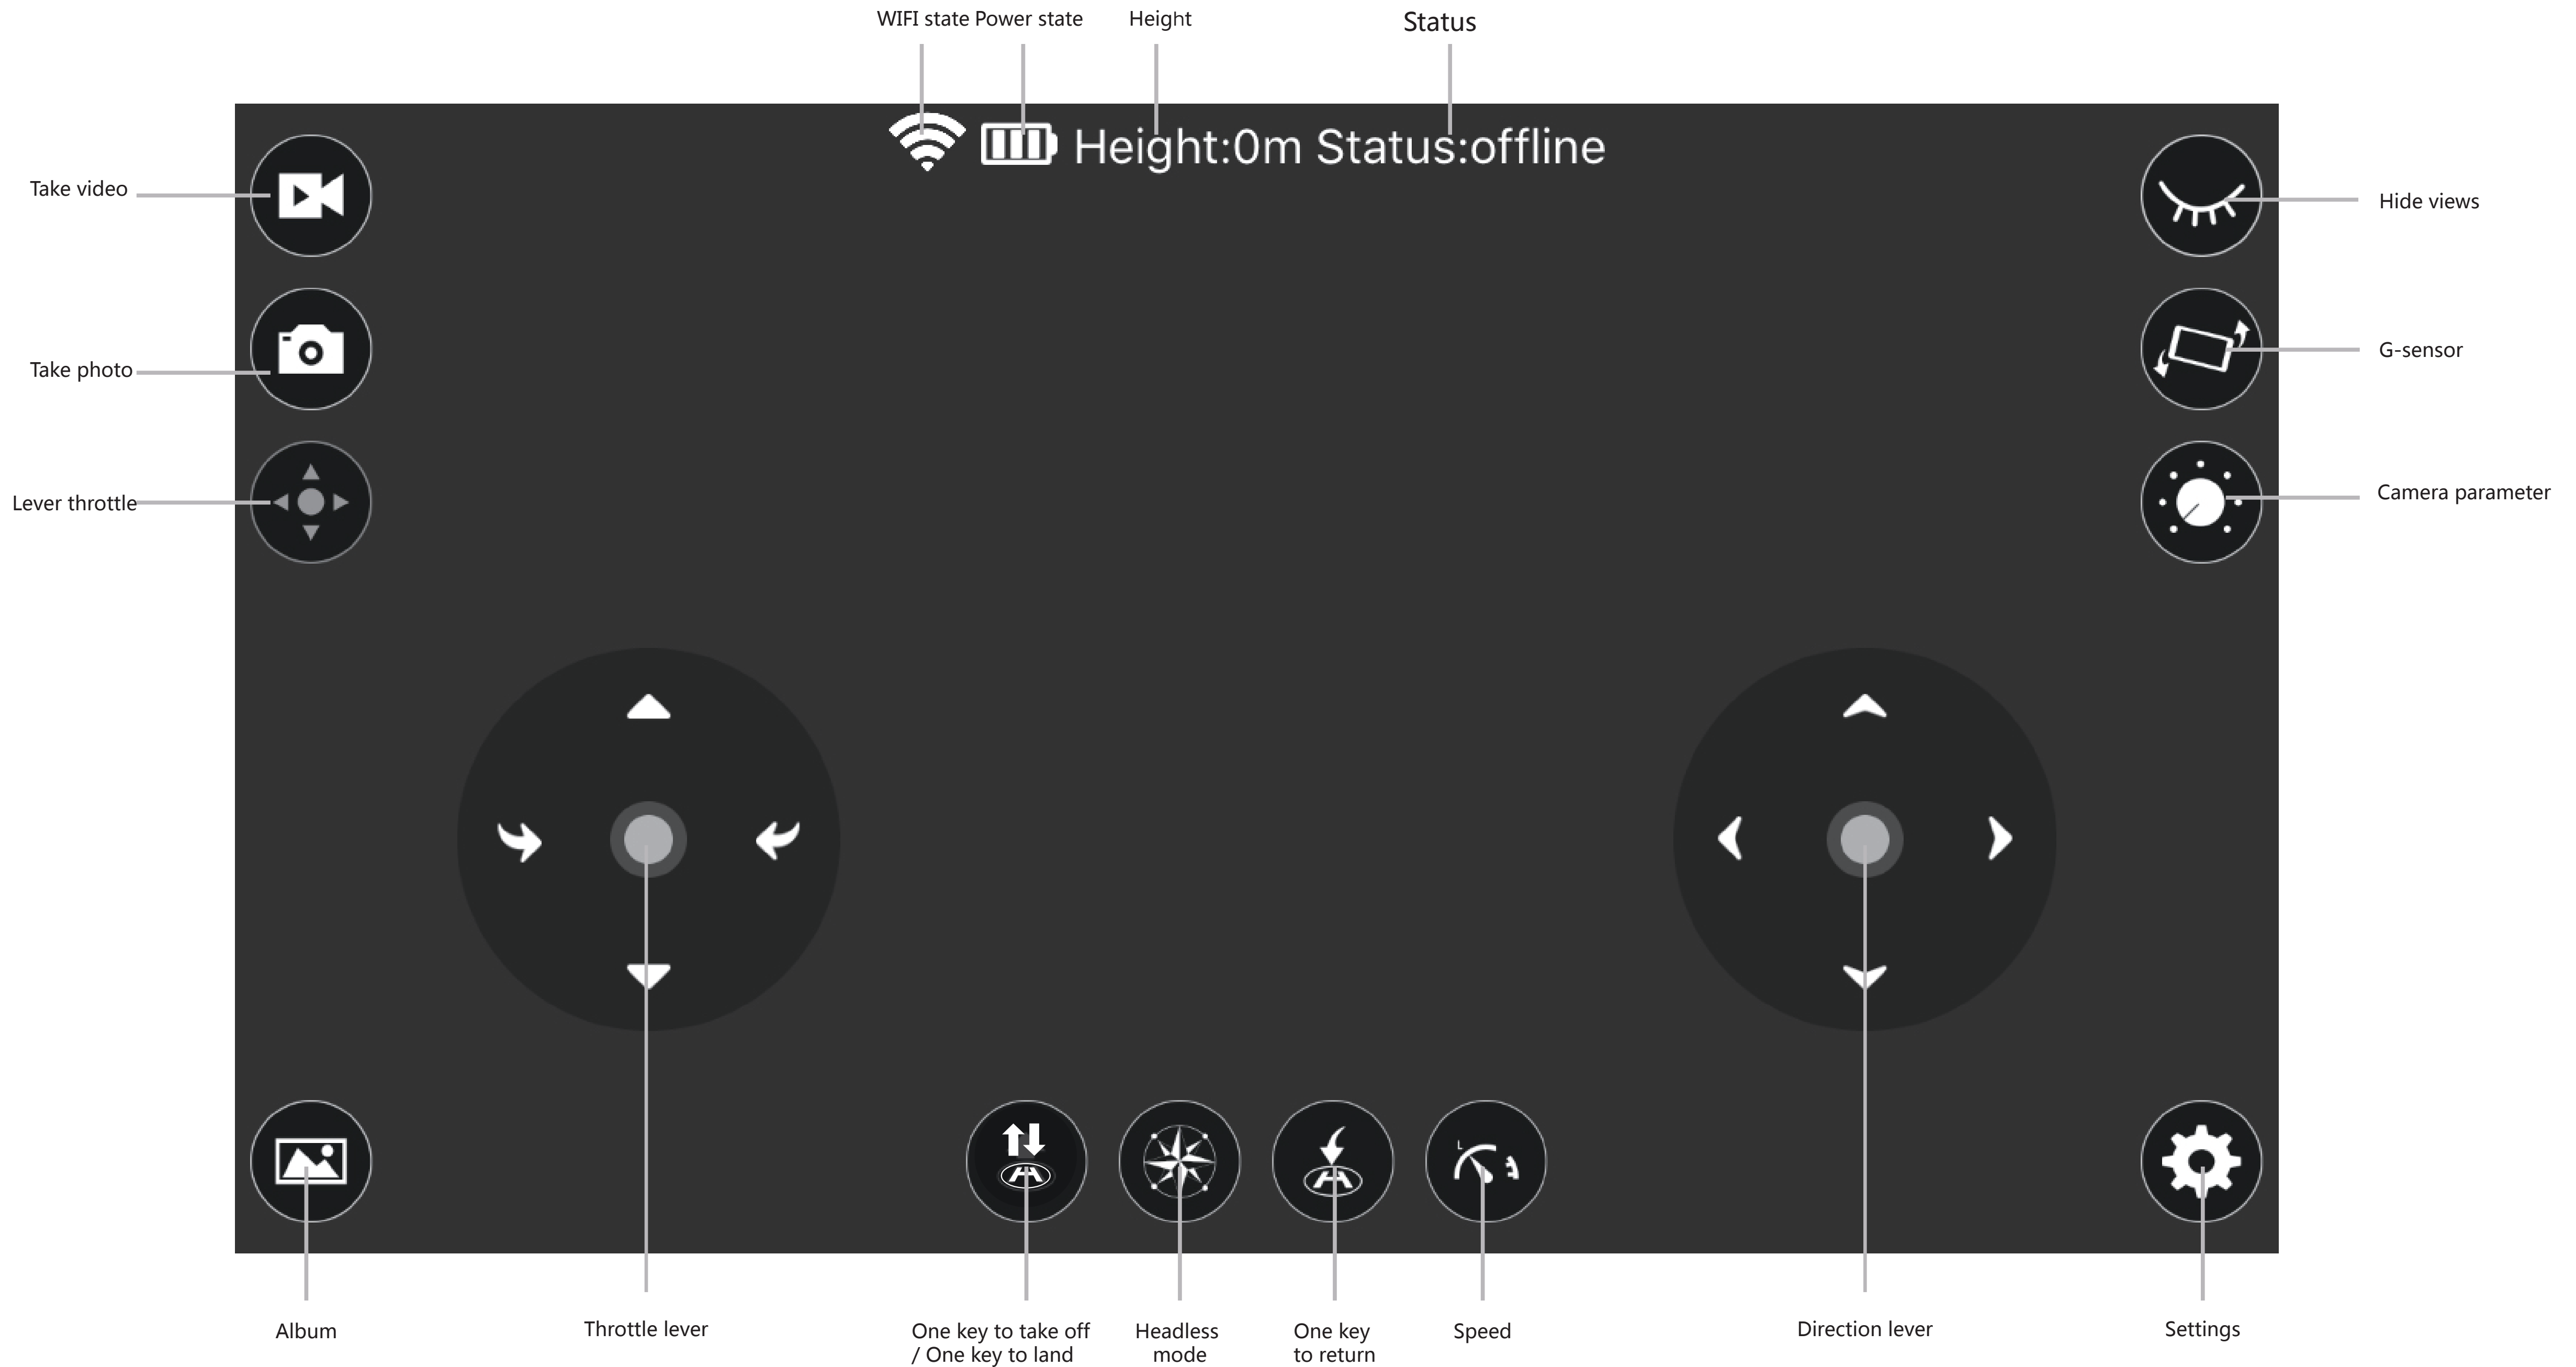 WIFI state Power state Height Status
Height:0m Status:offline
Take video
Hide views
Take photo
G-sensor
Lever throttle
Camera parameter
L
H
Album
Throttle lever
One key to take off
/ One key to land
Headless
mode
One key
to return
Speed
Direction lever
Settings